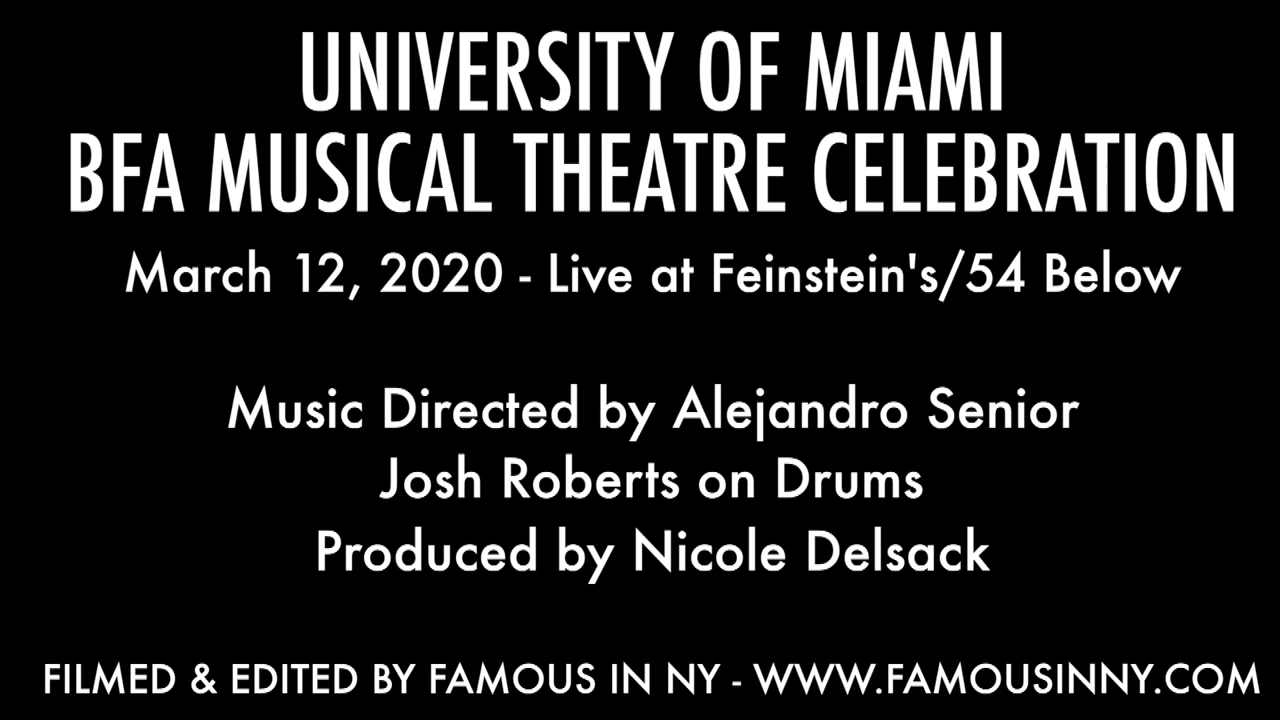 UNIVERSITY OF MIAMI
BFA MUSICAL THEATRE CELEBRATION
March 12, 2020 - Live at Feinstein's/54 Below
Music Directed by Alejandro Senior
Josh Roberts on Drums
Produced by Nicole Delsack
FILMED & EDITED BY FAMOUS IN NY - WWW.FAMOUSINNY.COM